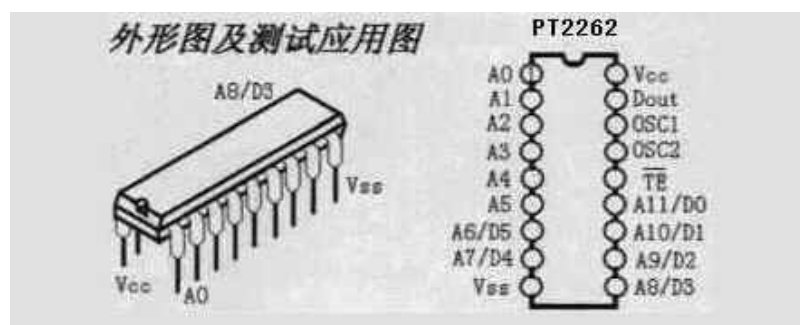 外形图及测试应用图
PT2262
A8/D3
Vss
Vcc
A0
A0
A1
A2
A3
A4
A5
A6/D5
A7/D4
Vss
Vcc
Dout
OSC1
OSC2
TE
A11/D0
A10/D1
A9/D2
A8/D3